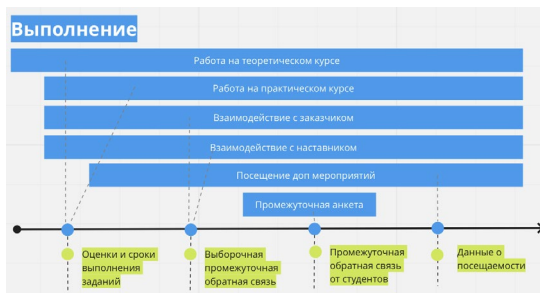 Выполнение
Работа на теоретическом курсе
Работа на практическом курсе
Взаимодействие с заказчиком
Взаимодействие с наставником
Посещение доп мероприятий
Промежуточная анкета
Оценки и сроки
выполнения
заданий
Выборочная
промежуточная
обратная связь
Промежуточная
обратная связь
от студентов
Данные о
посещаемости